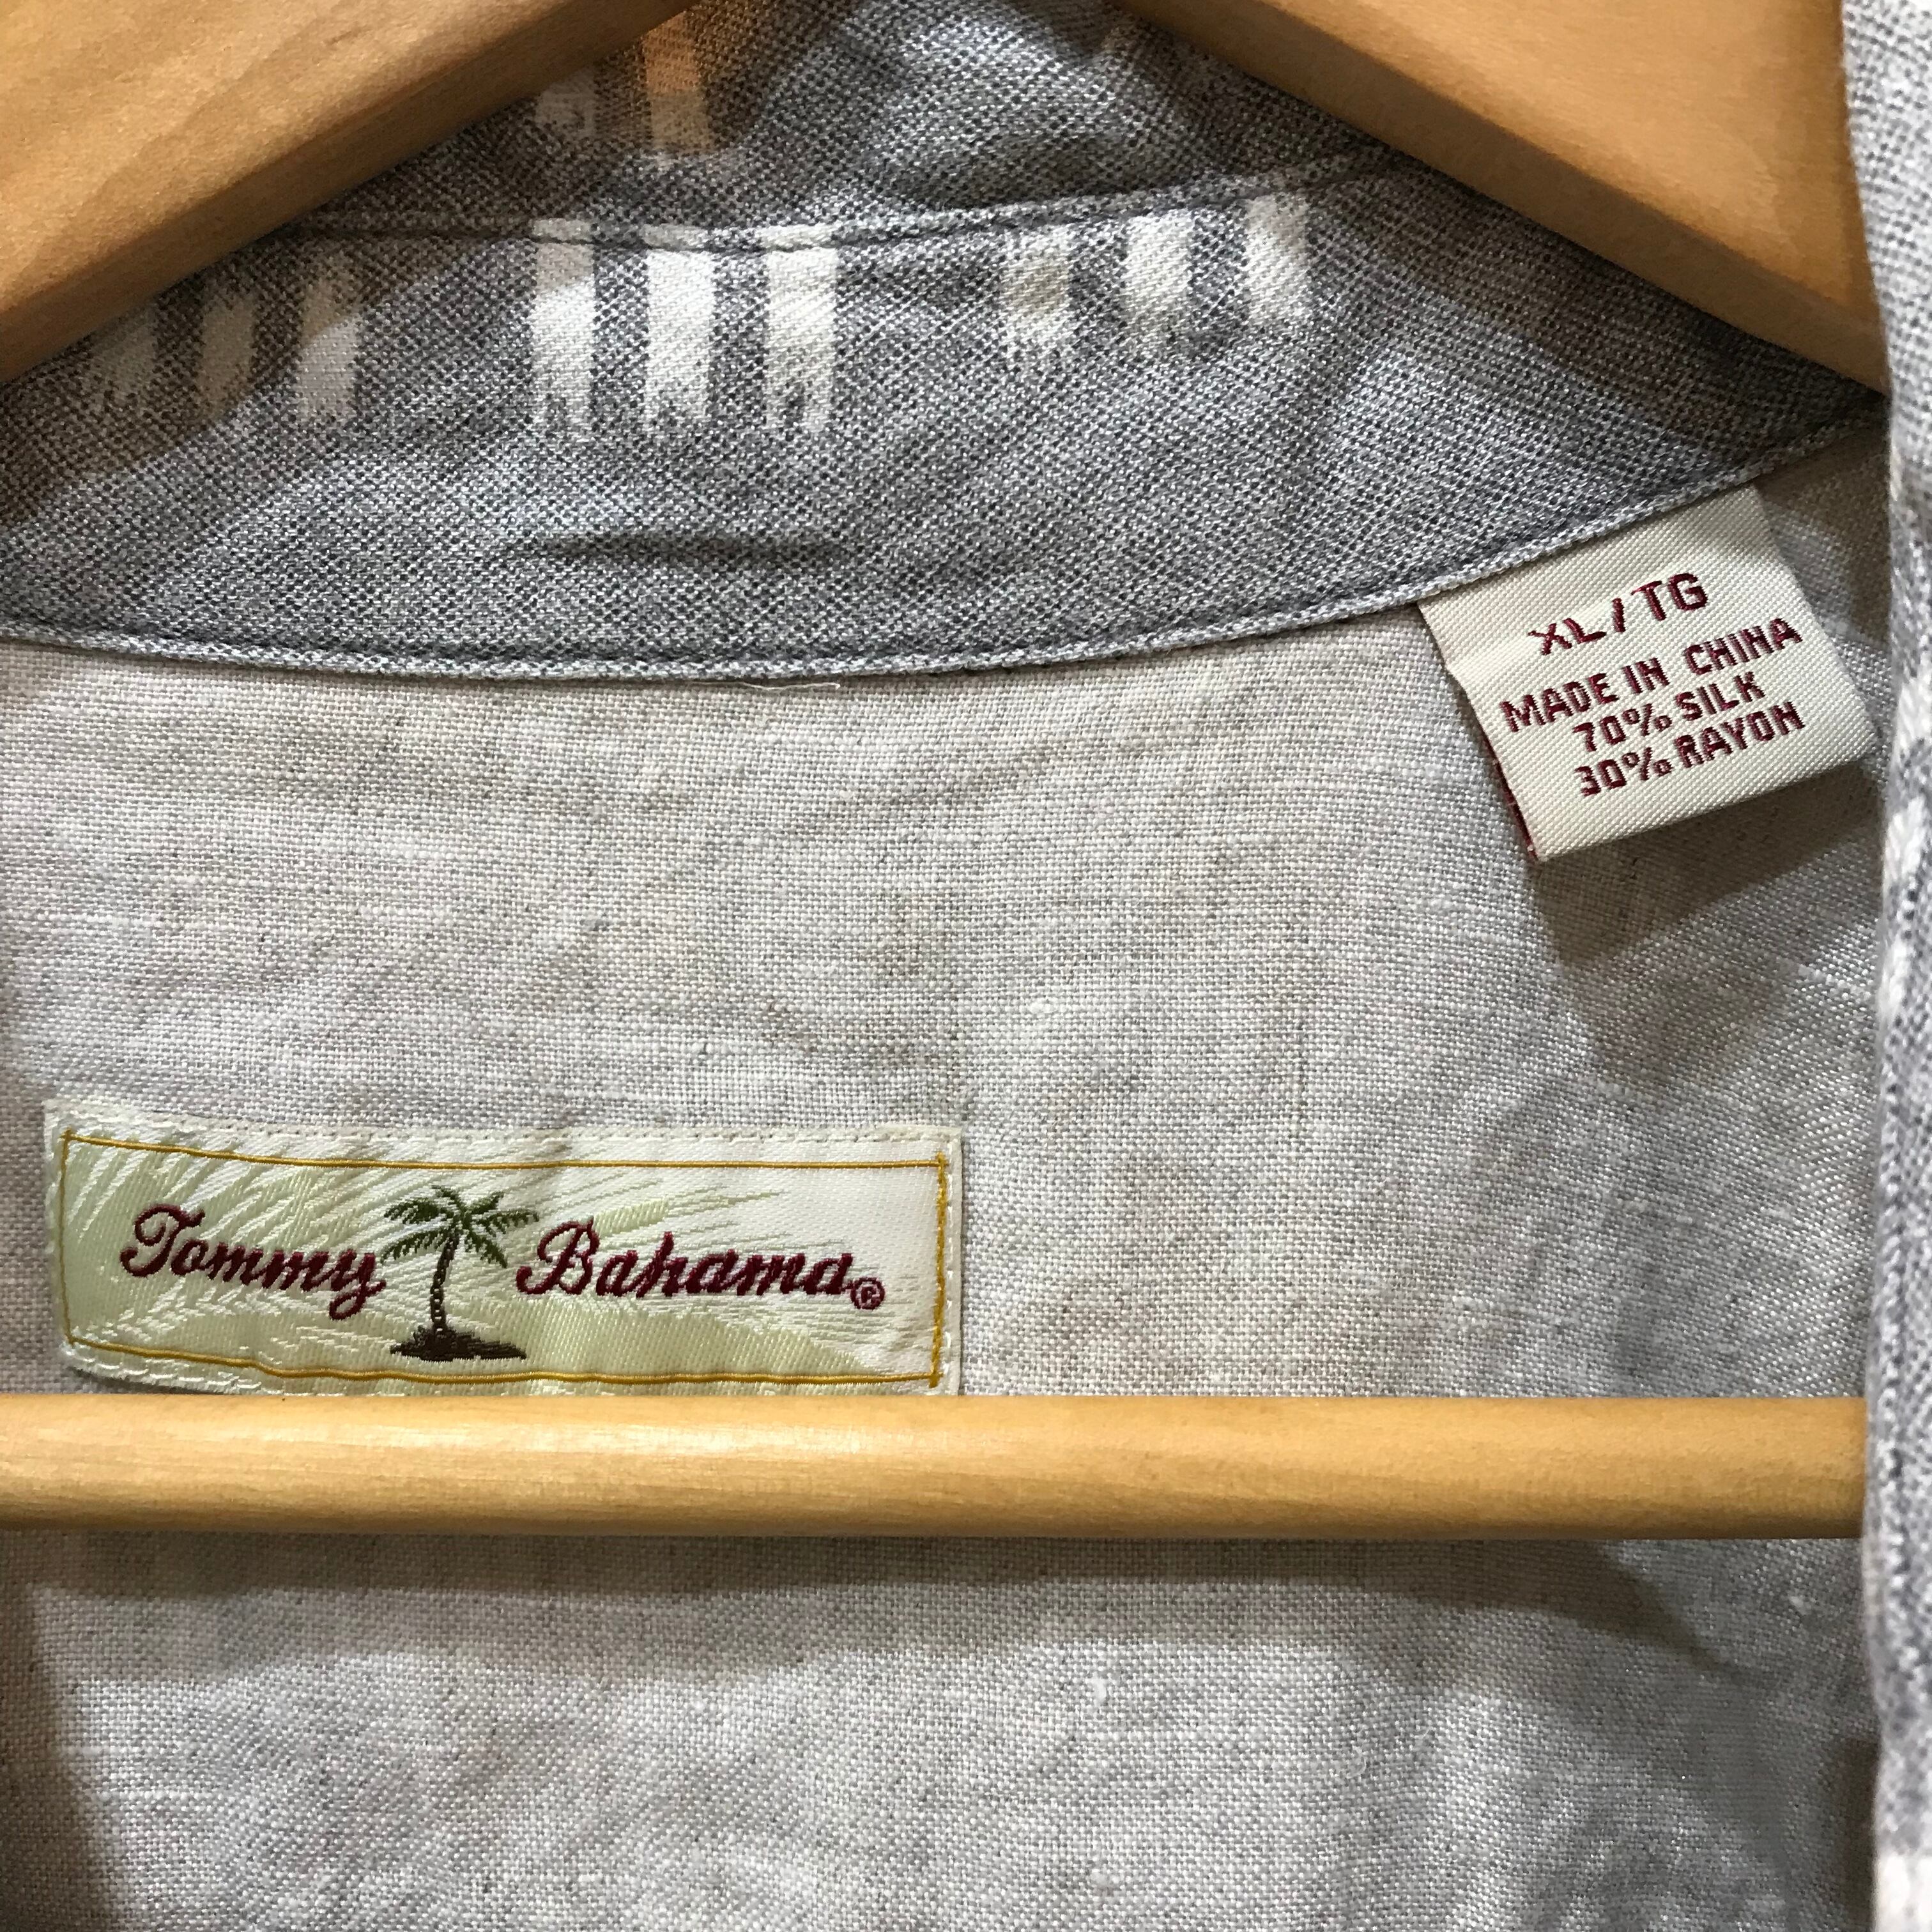 XL / TG
MADE IN CHINA
70% SILK
30% RAYON
Tommy Bahama®